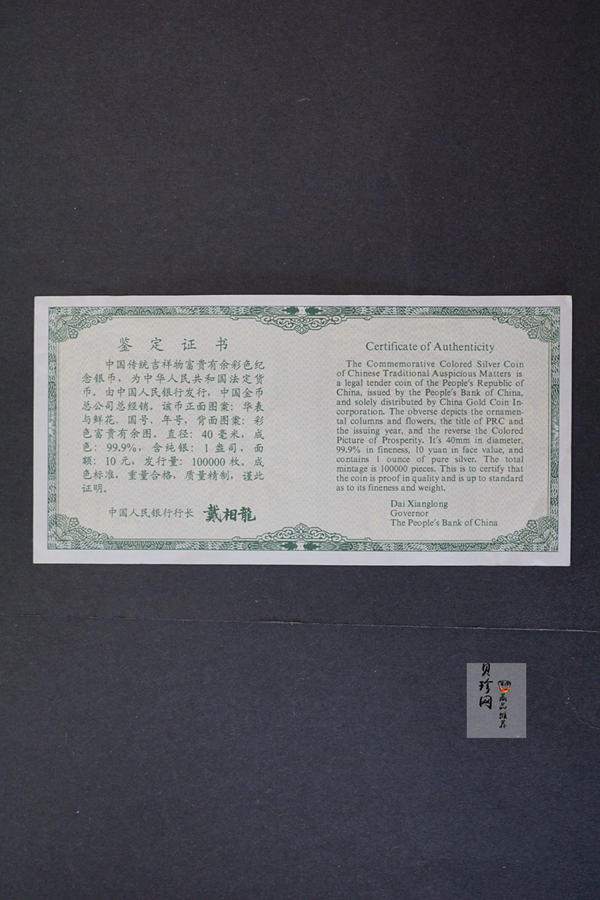 鉴定证书
中国传统吉祥物富贵有余彩色纪
念银币，为中华人民共和国法定货
币。由中国人民银行发行，中国金币
总公司总经销。该币正面图案：华表
与鲜花、国号、年号，背面图案：彩
色富贵有余图。直径：40毫米，成
色：99.9%，含纯银：1盎司，面
额：10元，发行量：100000枚。成
色标准，重量合格，质量精制，谨此
证明。
中国人民银行行长 戴相龍
Certificate of Authenticity
The Commemorative Colored Silver Coin
of Chinese Traditional Auspicious Matters is
a legal tender coin of the People's Republic of
China, issued by the People's Bank of China,
and solely distributed by China Gold Coin In-
corporation. The obverse depicts the ornamen-
tal columns and flowers, the title of PRC and
the issuing year, and the reverse the Colored
Picture of Prosperity. It's 40mm in diameter,
99.9% in fineness, 10 yuan in face value, and
contains 1 ounce of pure silver. The total
mintage is 100000 pieces. This is to certify that
the coin is proof in quality and is up to standard
as to its fineness and weight.
Dai Xianglong
Governor
The People's Bank of China
贝珍网
藏品推荐